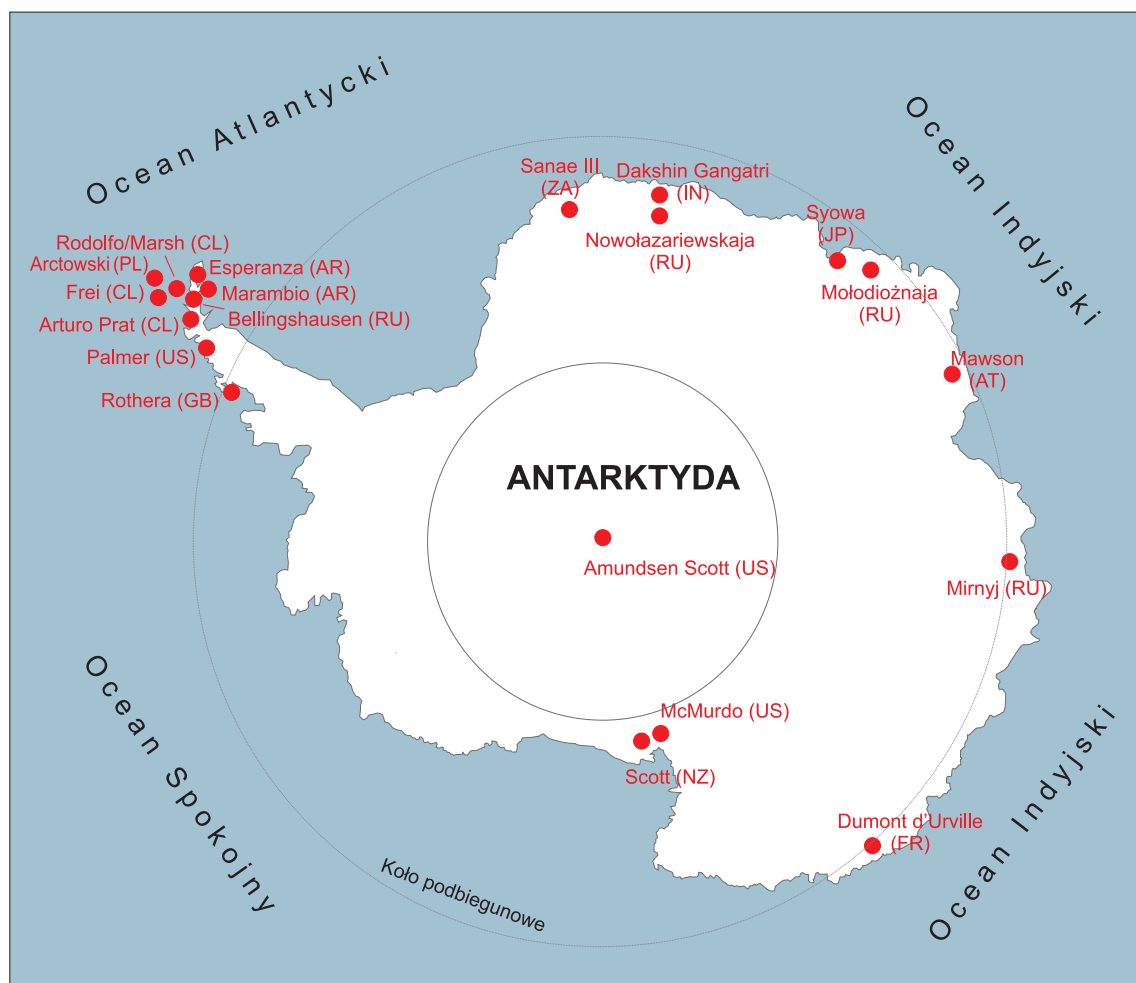 Ocean Atlantycki
Ocean Indyjski
Sanae III
(ZA)
Dakshin Gangatri
(IN)
Nowołazariewskaja
(RU)
Syowa
(JP)
Mołodiożnaja
(RU)
Rodolfo/Marsh (CL)
Arctowski (PL)
Esperanza (AR)
Frei (CL)
Marambio (AR)
Arturo Prat (CL)
Bellingshausen (RU)
Palmer (US)
Rothera (GB)
Mawson
(AT)
ANTARKTYDA
Amundsen Scott (US)
Mirnyj (RU)
McMurdo (US)
Scott (NZ)
Dumont d'Urville
(FR)
Ocean Spokojny
Koło podbiegunowe
Ocean Indyjski